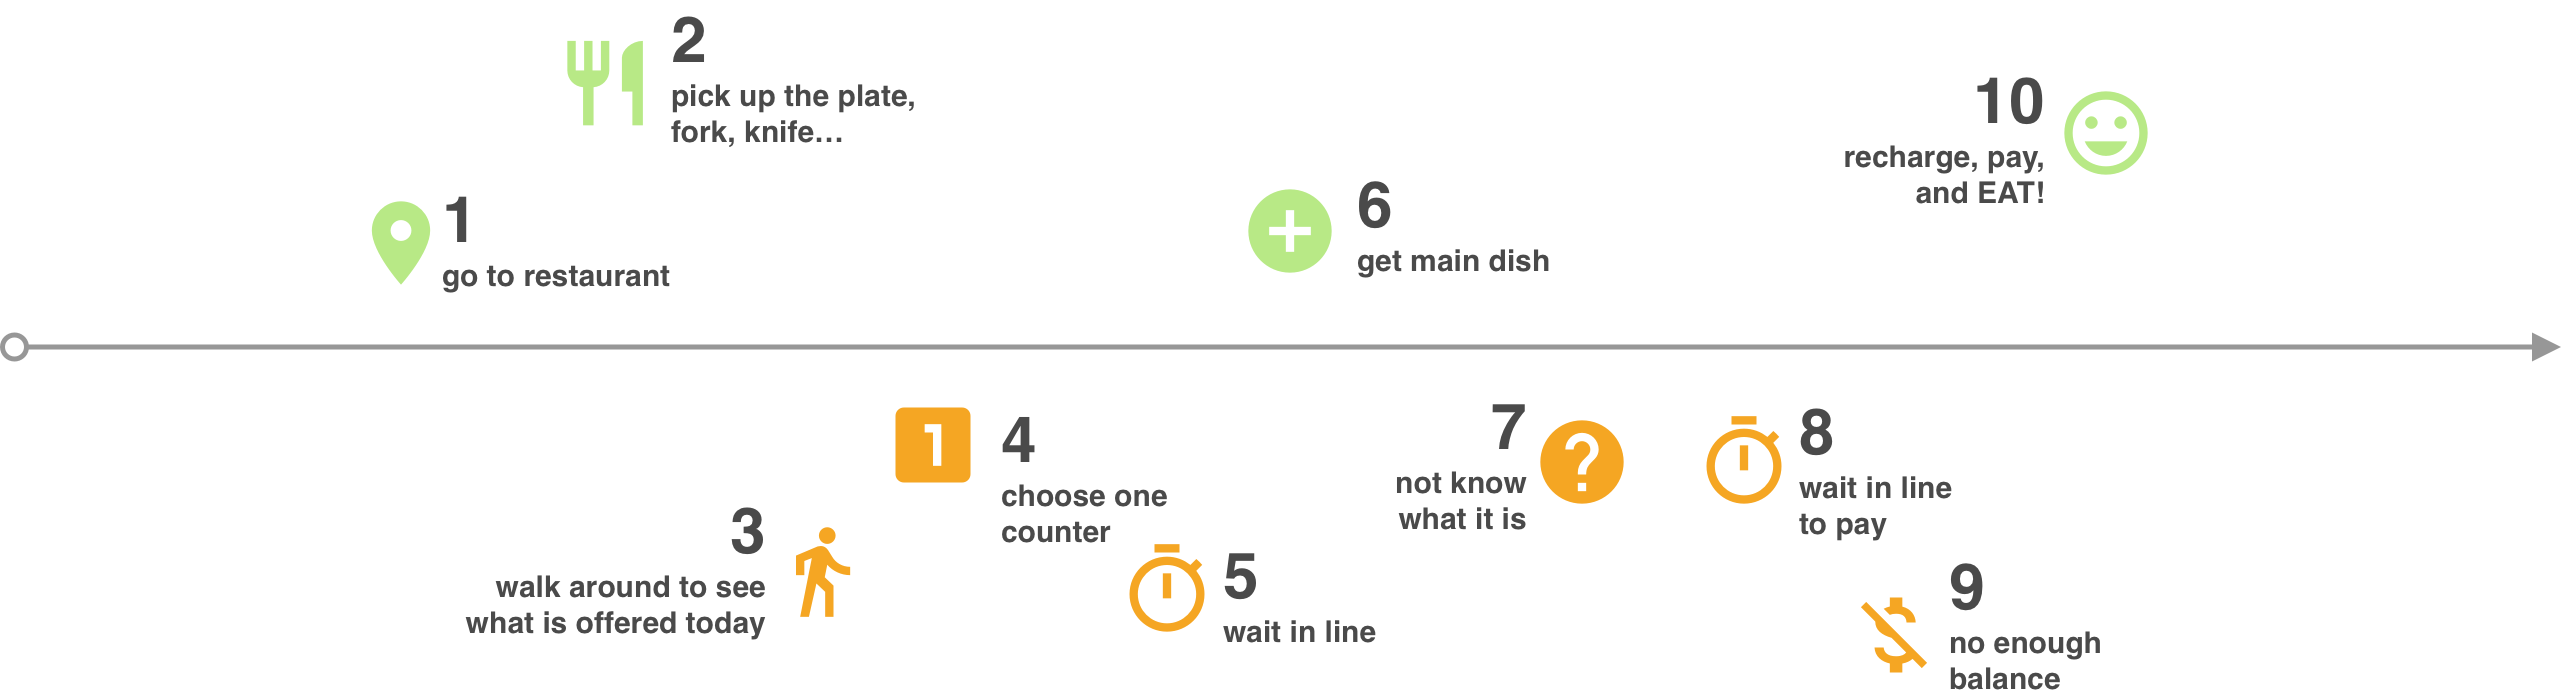 1
go to restaurant
2
pick up the plate,
fork, knife...
3
walk around to see
what is offered today
1
4
choose one
counter
5
wait in line
6
get main dish
7
not know
what it is
?
8
wait in line
to pay
9
no enough
balance
10
recharge, pay,
and EAT!